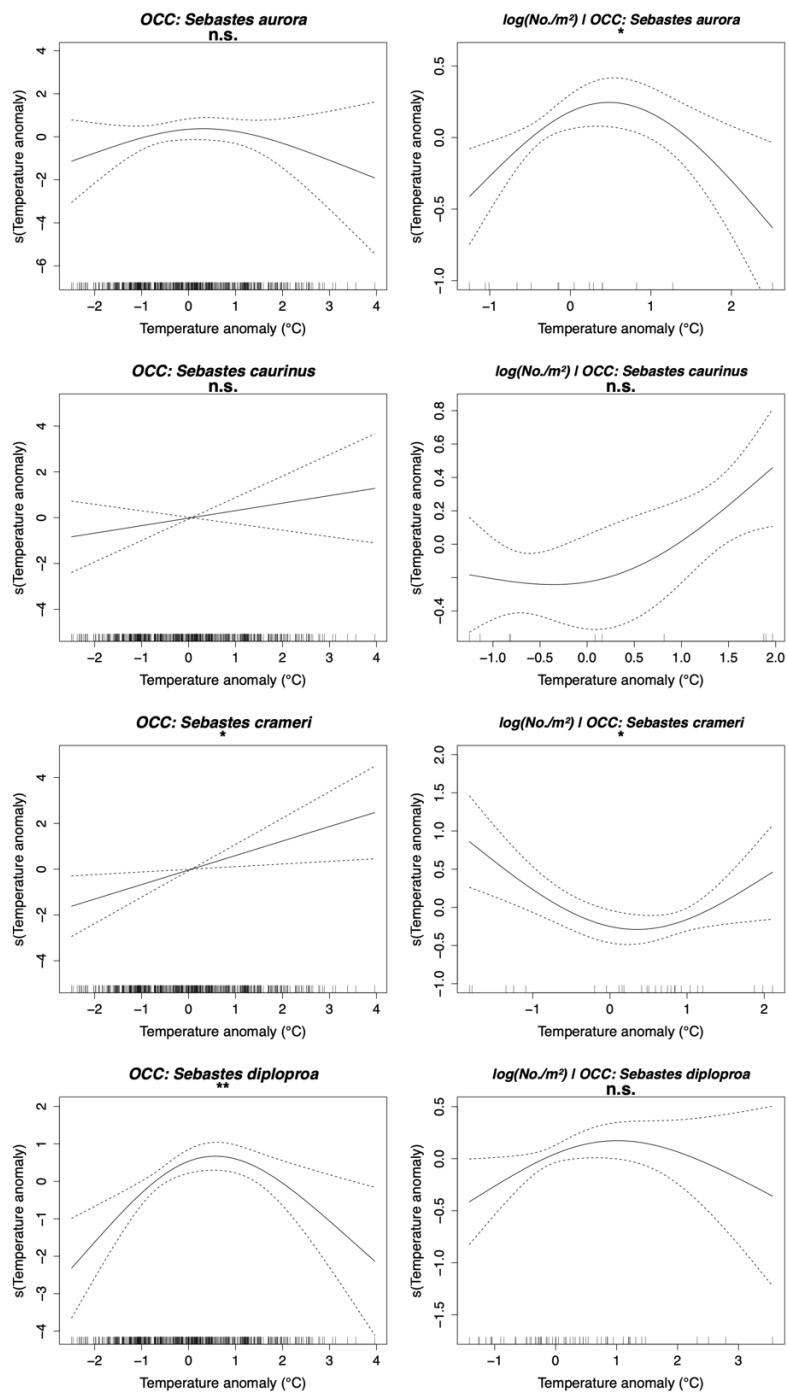 OCC: Sebastes aurora
n.s.
s(Temperature anomaly)
4
2
0
−2
−4
−6
−2 −1 0 1 2 3 4
Temperature anomaly (°C)
log(No./m²) | OCC: Sebastes aurora
*
s(Temperature anomaly)
0.5
0.0
−0.5
−1.0
−1 0 1 2
Temperature anomaly (°C)
OCC: Sebastes caurinus
n.s.
s(Temperature anomaly)
4
2
0
−2
−4
−2 −1 0 1 2 3 4
Temperature anomaly (°C)
log(No./m²) | OCC: Sebastes caurinus
n.s.
s(Temperature anomaly)
0.8
0.6
0.4
0.2
0.0
−0.4
−1.0 −0.5 0.0 0.5 1.0 1.5 2.0
Temperature anomaly (°C)
OCC: Sebastes crameri
*
s(Temperature anomaly)
4
2
0
−2
−4
−2 −1 0 1 2 3 4
Temperature anomaly (°C)
log(No./m²) | OCC: Sebastes crameri
*
s(Temperature anomaly)
2.0
1.5
1.0
0.5
0.0
−0.5
−1.0
−1 0 1 2
Temperature anomaly (°C)
OCC: Sebastes diploproa
**
s(Temperature anomaly)
2
1
0
−1
−2
−3
−4
−2 −1 0 1 2 3 4
Temperature anomaly (°C)
log(No./m²) | OCC: Sebastes diploproa
n.s.
s(Temperature anomaly)
0.5
0.0
−0.5
−1.0
−1.5
−1 0 1 2 3
Temperature anomaly (°C)